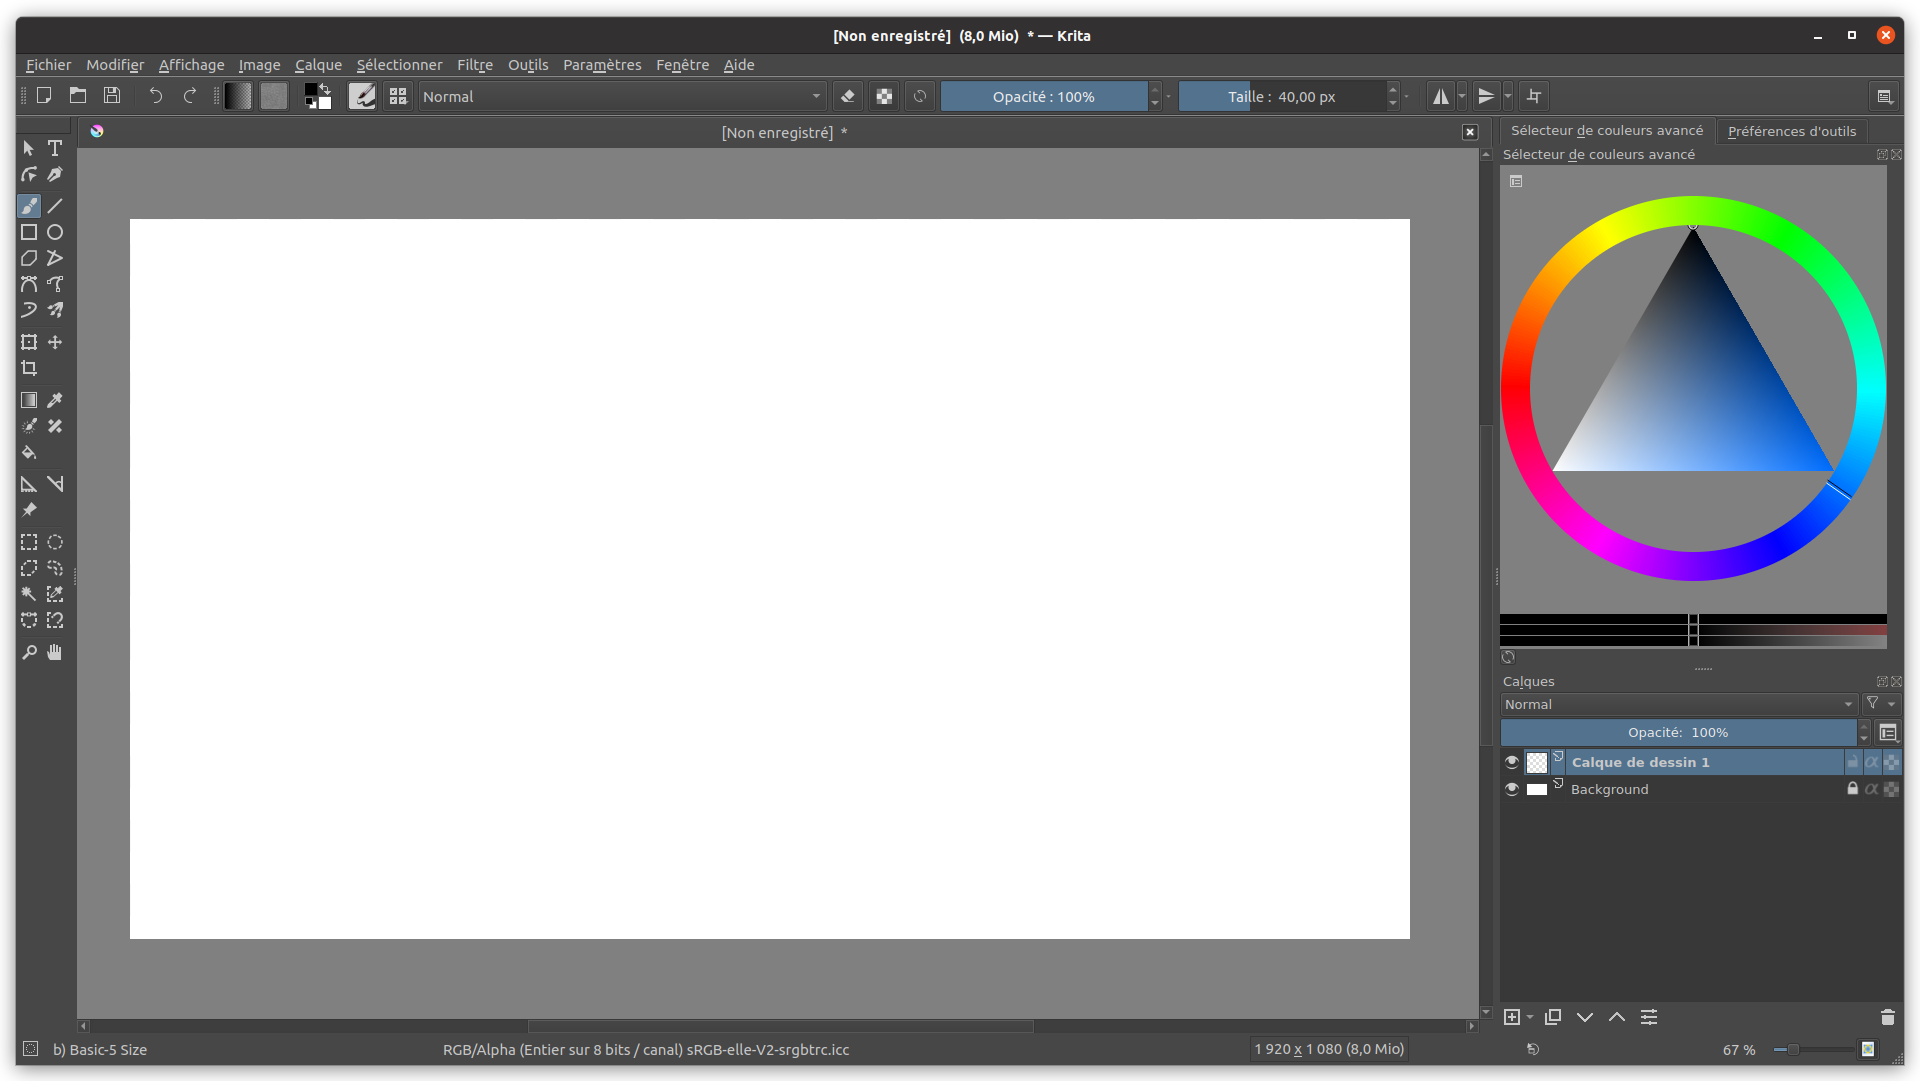 [Non enregistré]  (8,0 Mio)  * — Krita
Fichier Modifier Affichage Image Calque Sélectionner Filtre Outils Paramètres Fenêtre Aide
Normal Opacité : 100% Taille : 40,00 px
[Non enregistré]  *
Sélecteur de couleurs avancé Préférences d'outils
Sélecteur de couleurs avancé
Calques
Normal
Opacité: 100%
Calque de dessin 1
Background
b) Basic-5 Size RGB/Alpha (Entier sur 8 bits / canal) sRGB-elle-V2-srgbtrc.icc 1 920 x 1 080 (8,0 Mio) 67 %